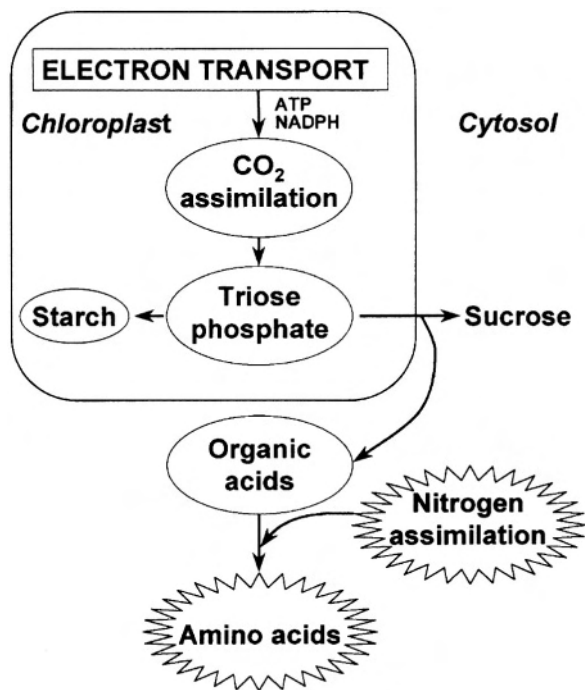 ELECTRON TRANSPORT
ATP
NADPH
Chloroplast
Cytosol
CO₂
assimilation
Triose
phosphate
Starch
Sucrose
Organic
acids
Nitrogen
assimilation
Amino acids